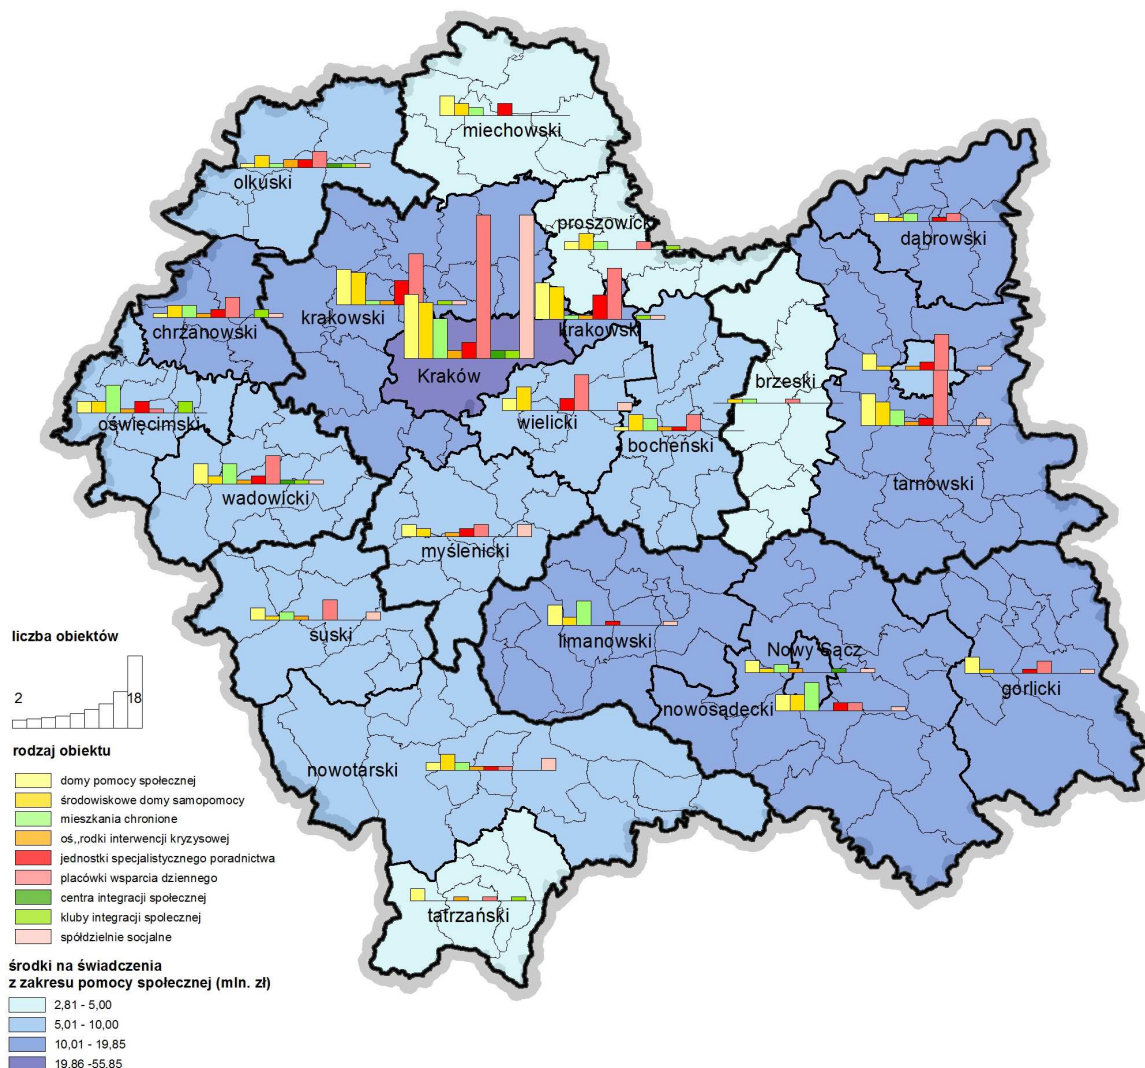 miechowski
olkuski
proszowicki
dąbrowski
chrzanowski
krakowski
krakowski
Kraków
brzeski
oświęcimski
wielicki
bocheński
tarnowski
wadowicki
myślenicki
suski
limanowski
Nowy Sącz
nowosądecki
gorlicki
nowotarski
tatrzański
liczba obiektów
2
18
rodzaj obiektu
domy pomocy społecznej
środowiskowe domy samopomocy
mieszkania chronione
oś,,rodki interwencji kryzysowej
jednostki specjalistycznego poradnictwa
placówki wsparcia dziennego
centra integracji społecznej
kluby integracji społecznej
spółdzielnie socjalne
środki na świadczenia
z zakresu pomocy społecznej (mln. zł)
2,81 - 5,00
5,01 - 10,00
10,01 - 19,85
19,86 -55,85